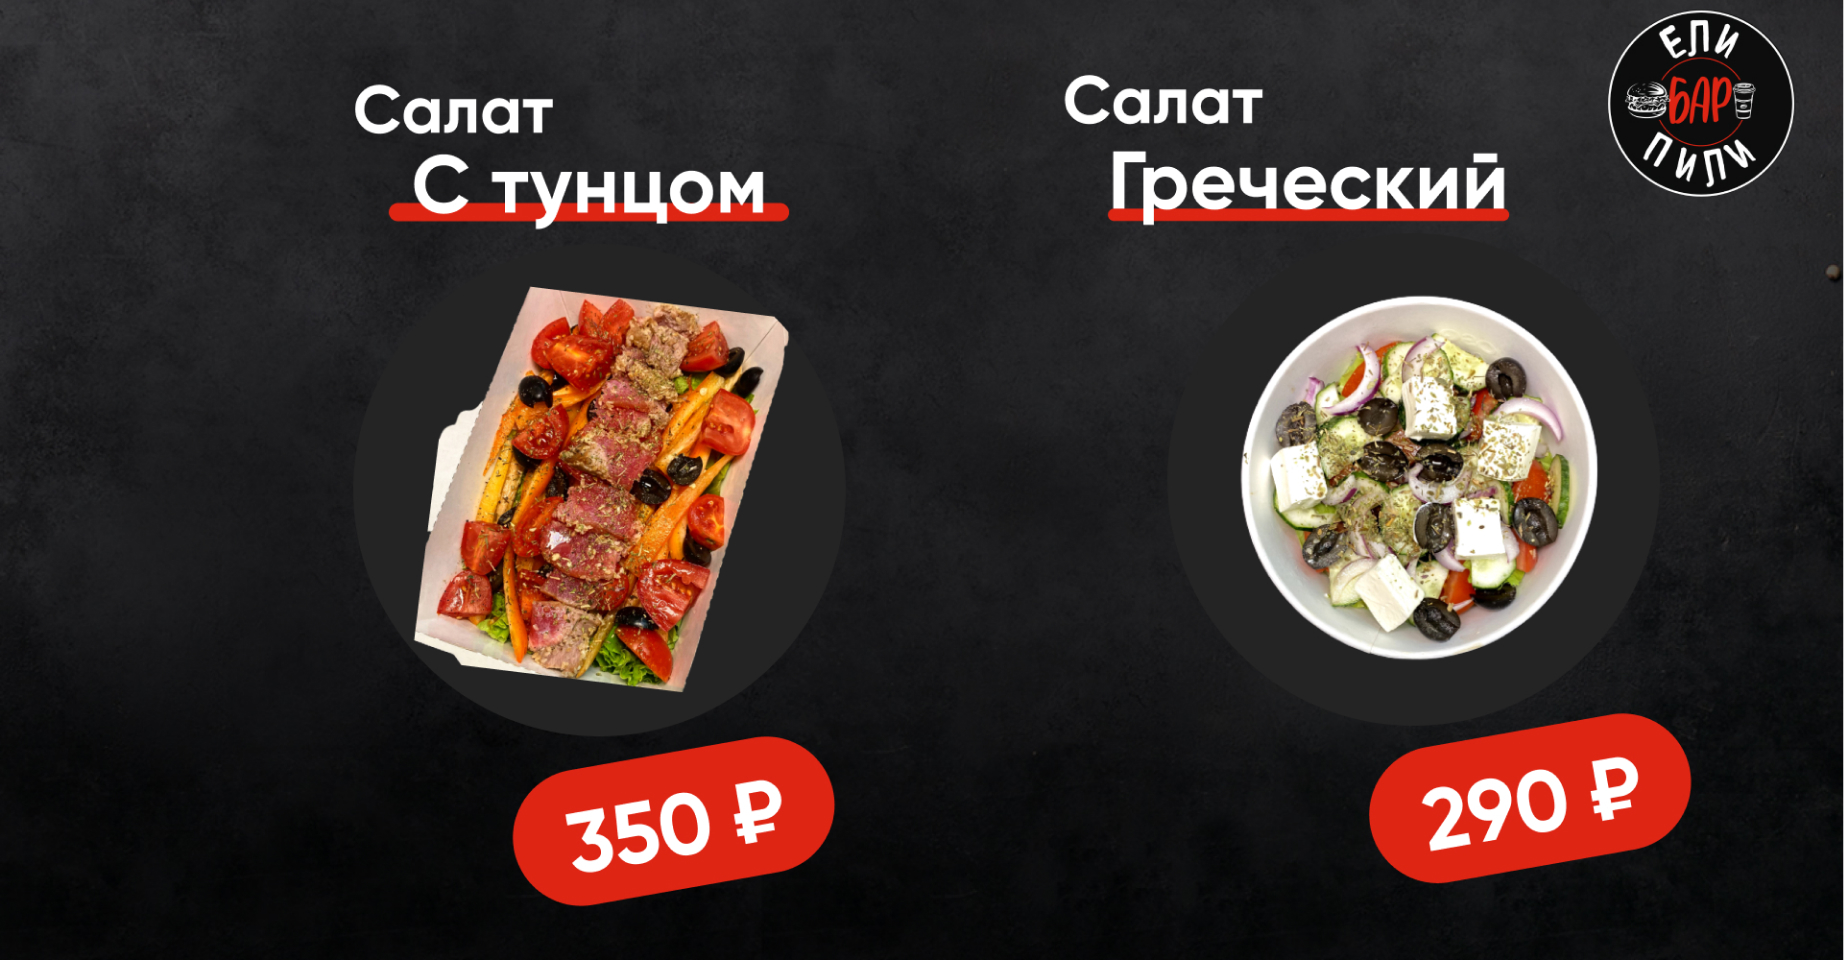 Салат
С тунцом
350 ₽
Салат
Греческий
290 ₽
ЕЛИ
БАР
ПИЛИ